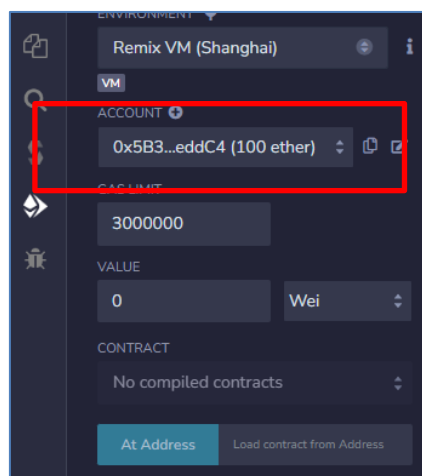 ENVIRONMENT
Remix VM (Shanghai)
i
VM
ACCOUNT
0x5B3...eddC4 (100 ether)
GAS LIMIT
3000000
VALUE
0
Wei
CONTRACT
No compiled contracts
At Address
Load contract from Address